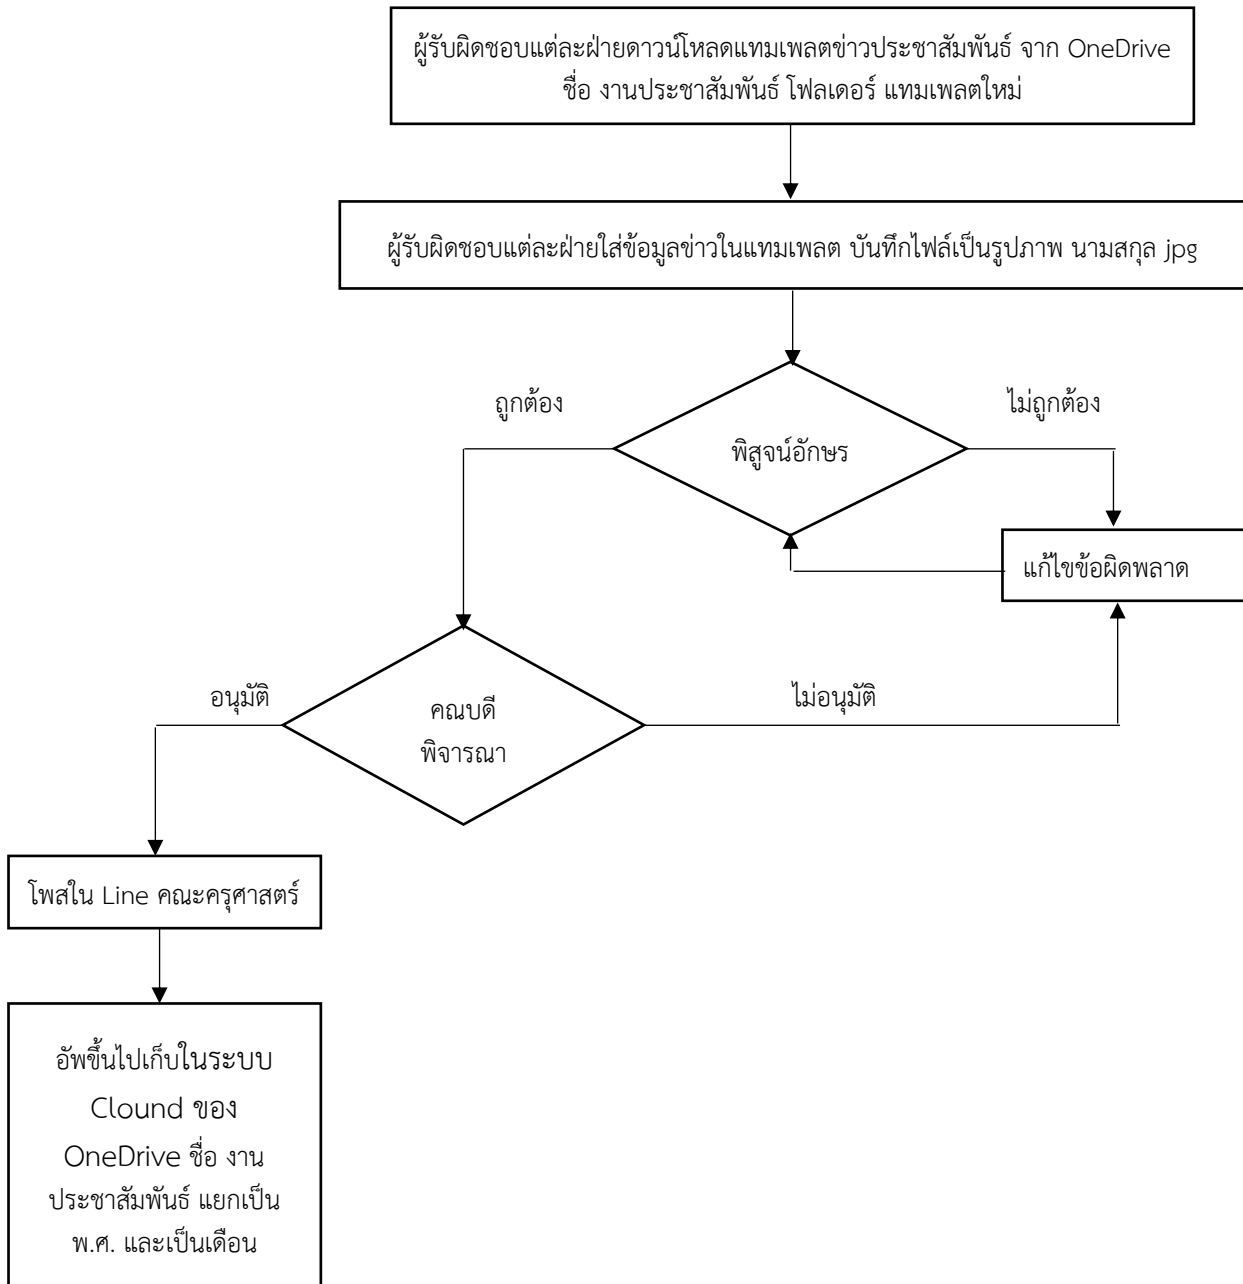 ผู้รับผิดชอบแต่ละฝ่ายดาวน์โหลดแทมเพลตข่าวประชาสัมพันธ์ จาก OneDrive
ชื่อ งานประชาสัมพันธ์ โฟลเดอร์ แทมเพลตใหม่
ผู้รับผิดชอบแต่ละฝ่ายใส่ข้อมูลข่าวในแทมเพลต บันทึกไฟล์เป็นรูปภาพ นามสกุล jpg
ถูกต้อง
ไม่ถูกต้อง
พิสูจน์อักษร
แก้ไขข้อผิดพลาด
อนุมัติ
ไม่อนุมัติ
คณบดี
พิจารณา
โพสใน Line คณะครุศาสตร์
อัพขึ้นไปเก็บในระบบ
Clound ของ
OneDrive ชื่อ งาน
ประชาสัมพันธ์ แยกเป็น
พ.ศ. และเป็นเดือน